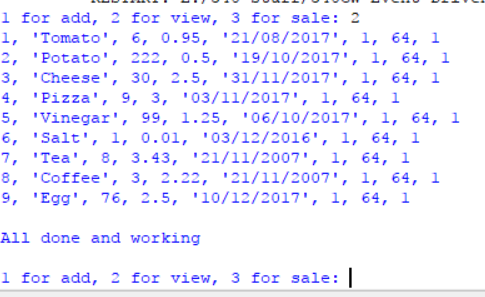 1 for add, 2 for view, 3 for sale: 2
1, 'Tomato', 6, 0.95, '21/08/2017', 1, 64, 1
2, 'Potato', 222, 0.5, '19/10/2017', 1, 64, 1
3, 'Cheese', 30, 2.5, '31/11/2017', 1, 64, 1
4, 'Pizza', 9, 3, '03/11/2017', 1, 64, 1
5, 'Vinegar', 99, 1.25, '06/10/2017', 1, 64, 1
6, 'Salt', 1, 0.01, '03/12/2016', 1, 64, 1
7, 'Tea', 8, 3.43, '21/11/2007', 1, 64, 1
8, 'Coffee', 3, 2.22, '21/11/2007', 1, 64, 1
9, 'Egg', 76, 2.5, '10/12/2017', 1, 64, 1
All done and working
1 for add, 2 for view, 3 for sale: